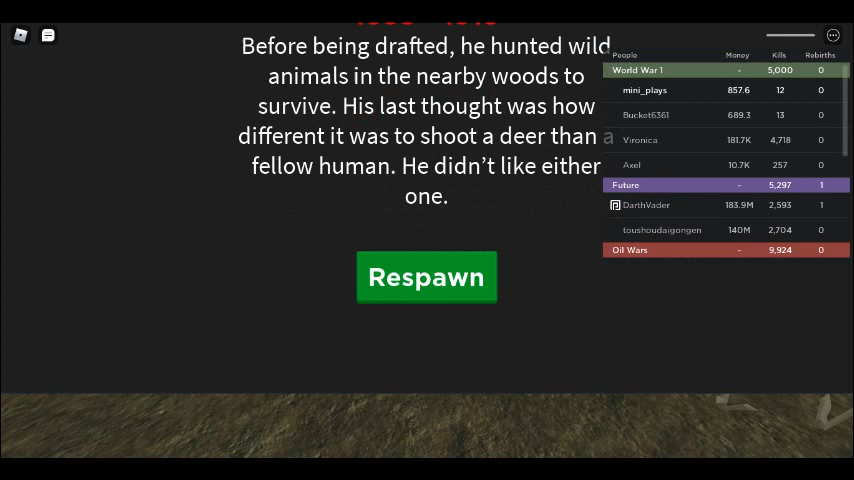 Before being drafted, he hunted wild
animals in the nearby woods to
survive. His last thought was how
different it was to shoot a deer than a
fellow human. He didn't like either
one.
Respawn
People Money Kills Rebirths
World War 1 - 5,000 0
mini_plays 857.6 12 0
Bucket6361 689.3 13 0
Vironica 181.7K 4,718 0
Axel 10.7K 257 0
Future - 5,297 1
DarthVader 183.9M 2,593 1
toushoudaigongen 140M 2,704 0
Oil Wars - 9,924 0